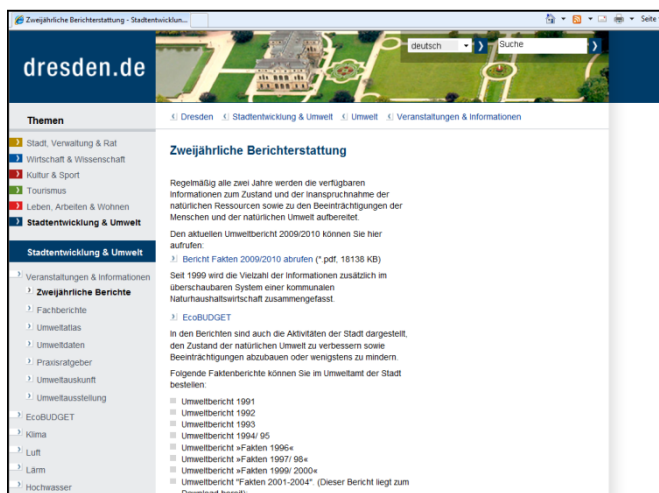 Zweijährliche Berichterstattung - Stadtentwicklun...
Seite
deutsch
Suche
dresden.de
Themen
Dresden Stadtentwicklung & Umwelt Umwelt Veranstaltungen & Informationen
Stadt, Verwaltung & Rat
Wirtschaft & Wissenschaft
Kultur & Sport
Tourismus
Leben, Arbeiten & Wohnen
Stadtentwicklung & Umwelt
Stadtentwicklung & Umwelt
Veranstaltungen & Informationen
Zweijährliche Berichte
Fachberichte
Umweltatlas
Umweltdaten
Praxisratgeber
Umweltauskunft
Umweltausstellung
EcoBUDGET
Klima
Luft
Lärm
Hochwasser
Zweijährliche Berichterstattung
Regelmäßig alle zwei Jahre werden die verfügbaren
Informationen zum Zustand und der Inanspruchnahme der
natürlichen Ressourcen sowie zu den Beeinträchtigungen der
Menschen und der natürlichen Umwelt aufbereitet.
Den aktuellen Umweltbericht 2009/2010 können Sie hier
aufrufen:
Bericht Fakten 2009/2010 abrufen (*.pdf, 18138 KB)
Seit 1999 wird die Vielzahl der Informationen zusätzlich im
überschaubaren System einer kommunalen
Naturhaushaltswirtschaft zusammengefasst.
EcoBUDGET
In den Berichten sind auch die Aktivitäten der Stadt dargestellt,
den Zustand der natürlichen Umwelt zu verbessern sowie
Beeinträchtigungen abzubauen oder wenigstens zu mindern.
Folgende Faktenberichte können Sie im Umweltamt der Stadt
bestellen:
Umweltbericht 1991
Umweltbericht 1992
Umweltbericht 1993
Umweltbericht 1994/ 95
Umweltbericht »Fakten 1996«
Umweltbericht »Fakten 1997/ 98«
Umweltbericht »Fakten 1999/ 2000«
Umweltbericht "Fakten 2001-2004". (Dieser Bericht liegt zum
Download bereit):